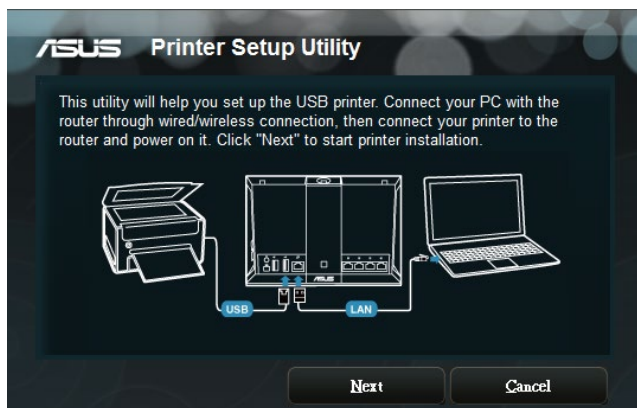 ASUS Printer Setup Utility
This utility will help you set up the USB printer. Connect your PC with the
router through wired/wireless connection, then connect your printer to the
router and power on it. Click "Next" to start printer installation.
ASUS
USB
LAN
Next
Cancel